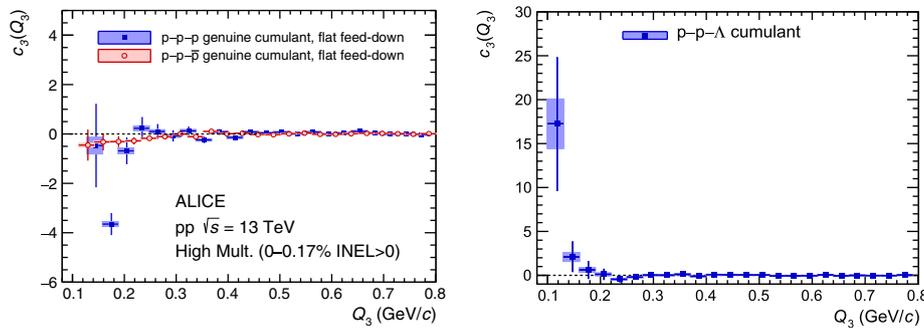 c₃(Q₃)
4
2
0
−2
−4
−6
p−p−p genuine cumulant, flat feed-down
p−p−p̅ genuine cumulant, flat feed-down
ALICE
pp √s = 13 TeV
High Mult. (0−0.17% INEL>0)
0.1 0.2 0.3 0.4 0.5 0.6 0.7 0.8
Q₃ (GeV/c)
c₃(Q₃)
30
25
20
15
10
5
0
p−p−Λ cumulant
0.1 0.2 0.3 0.4 0.5 0.6 0.7 0.8
Q₃ (GeV/c)